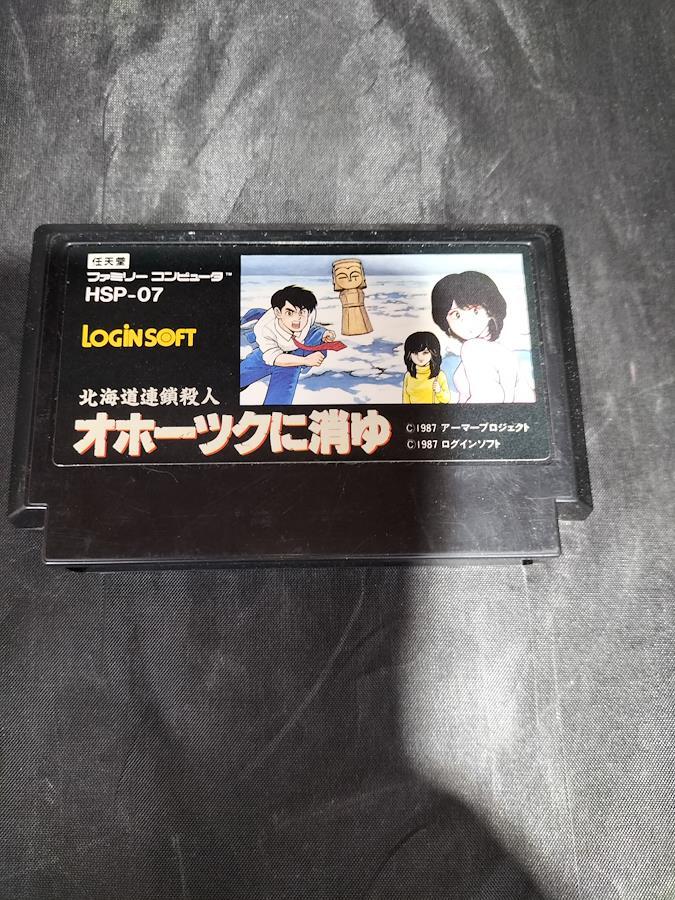 任天堂
ファミリー コンピュータ™
HSP-07
LOGiN SOFT
北海道連鎖殺人
オホーツクに消ゆ
©1987 アーマープロジェクト
©1987 ログインソフト